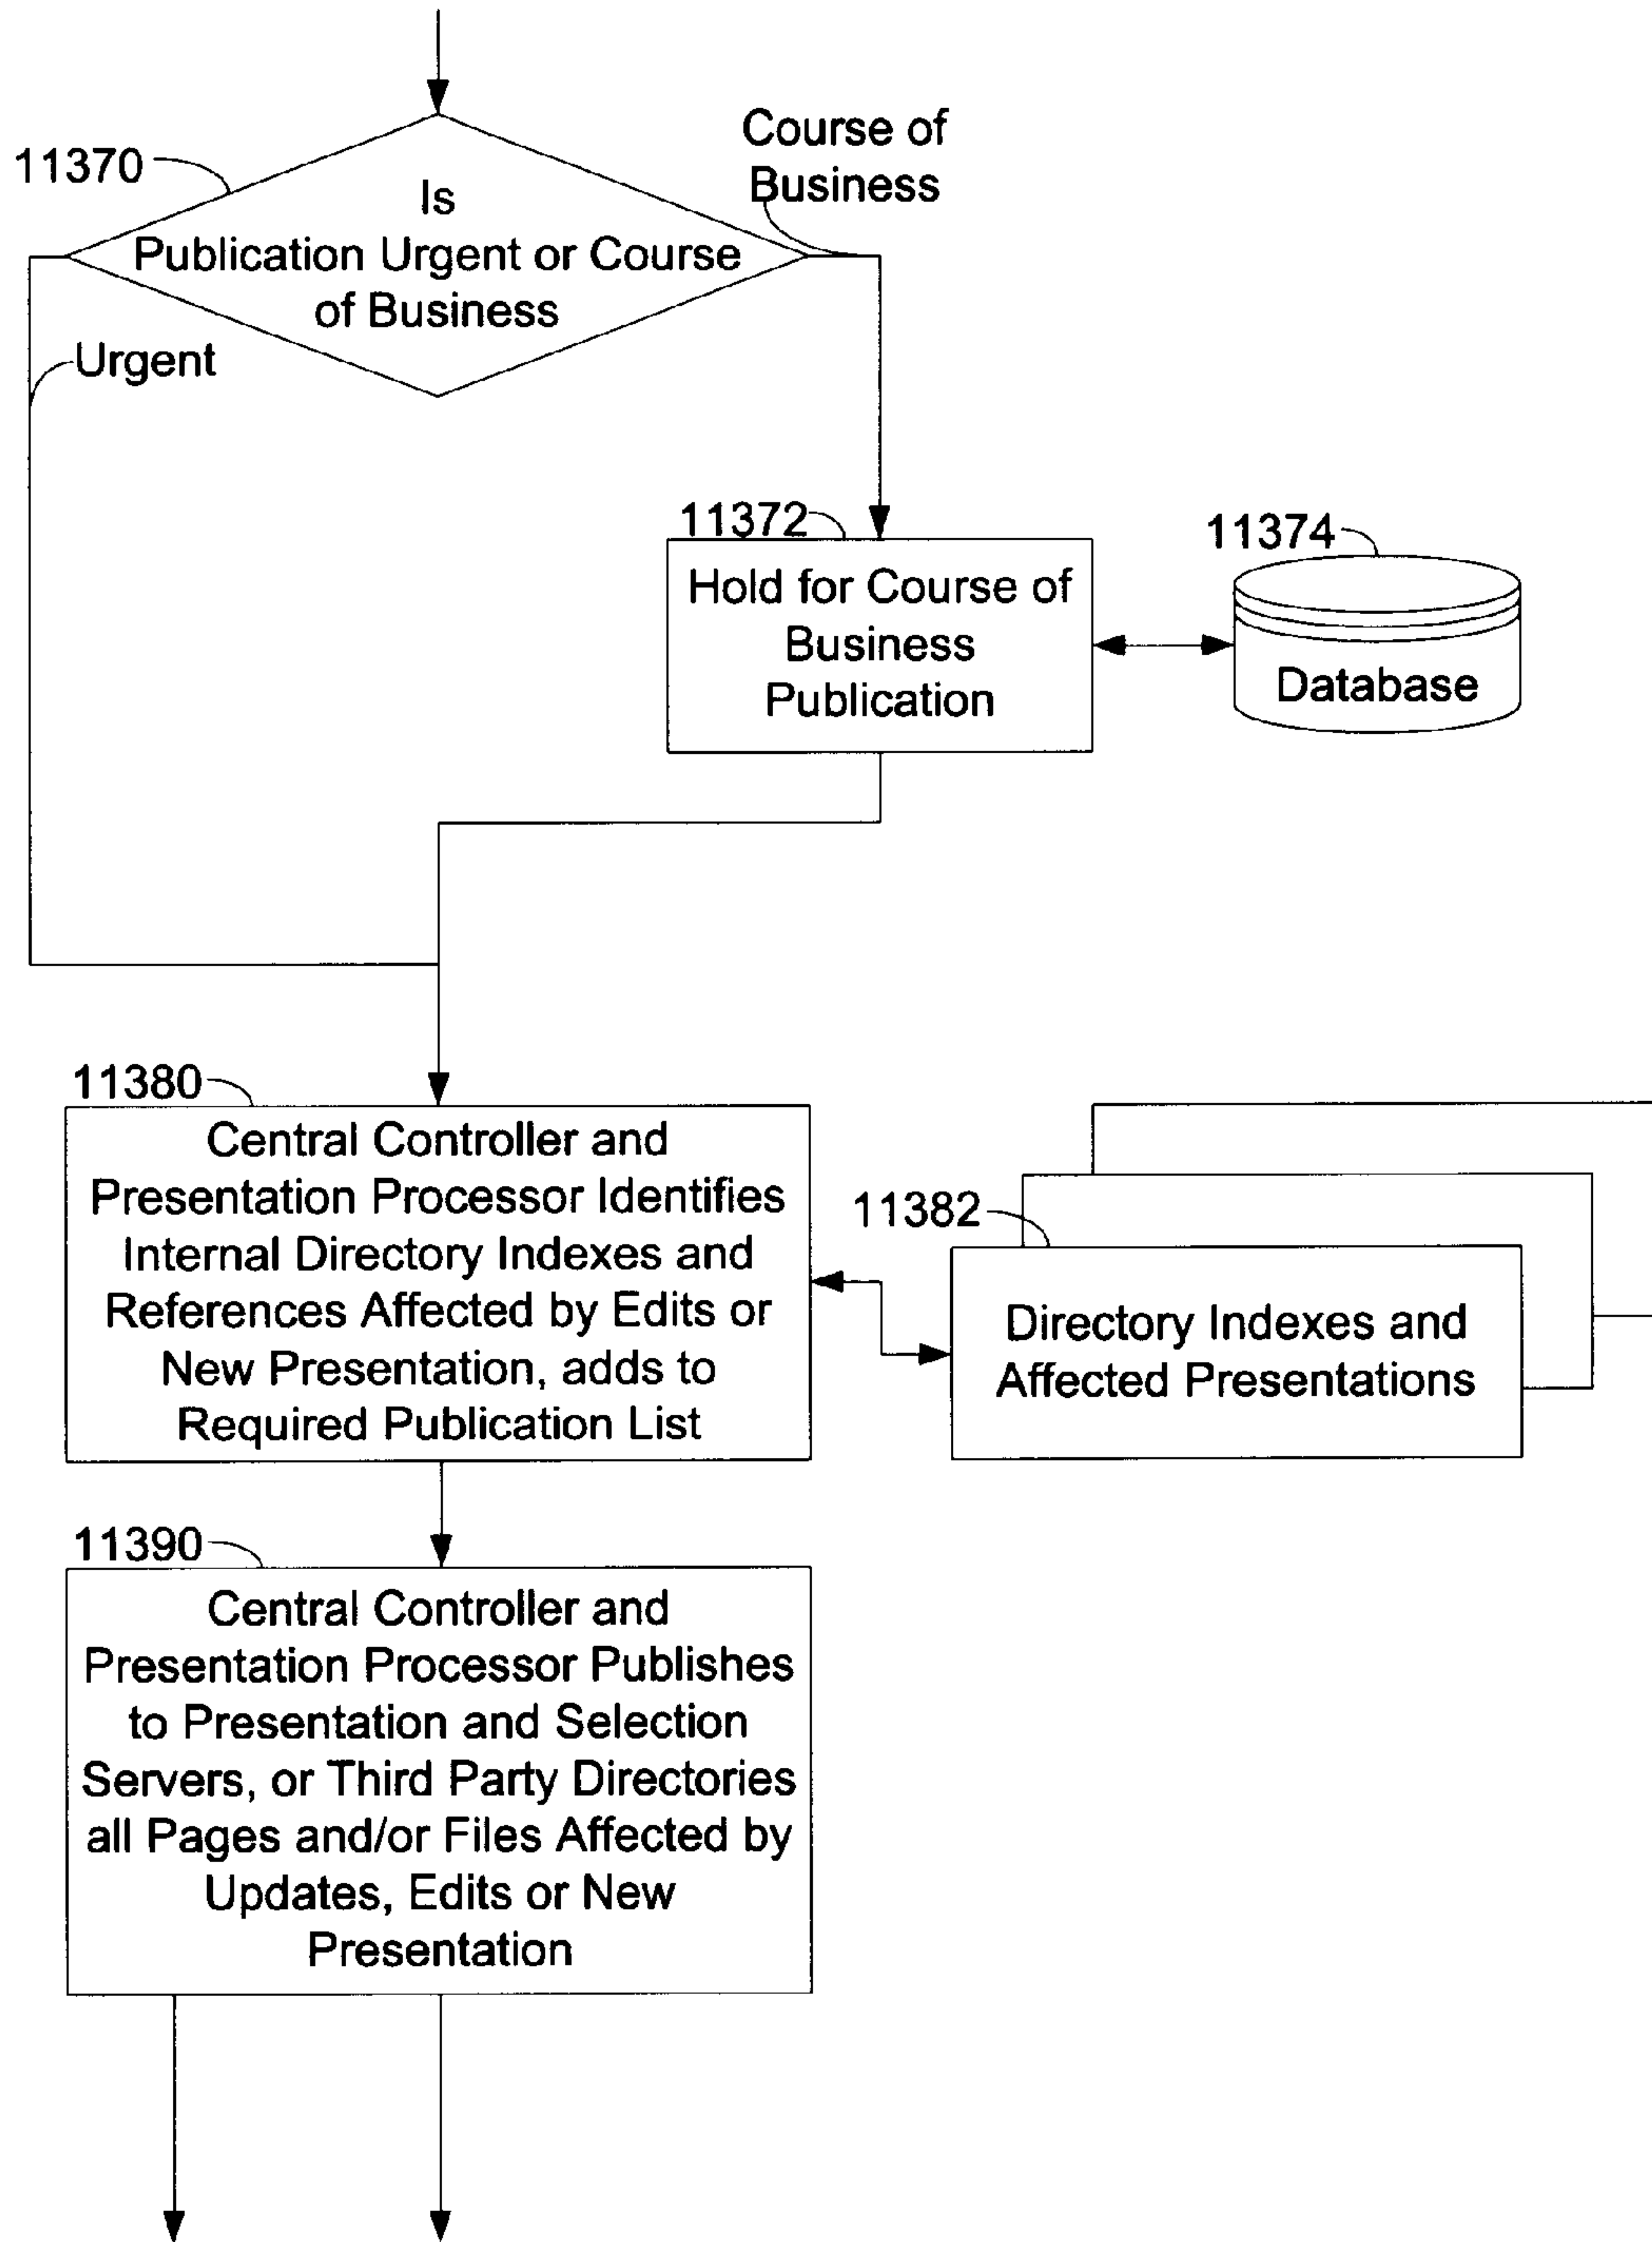 Course of
Business
11370
Is
Publication Urgent or Course
of Business
Urgent
11372
Hold for Course of
Business
Publication
11374
Database
11380
Central Controller and
Presentation Processor Identifies
Internal Directory Indexes and
References Affected by Edits or
New Presentation, adds to
Required Publication List
11382
Directory Indexes and
Affected Presentations
11390
Central Controller and
Presentation Processor Publishes
to Presentation and Selection
Servers, or Third Party Directories
all Pages and/or Files Affected by
Updates, Edits or New
Presentation